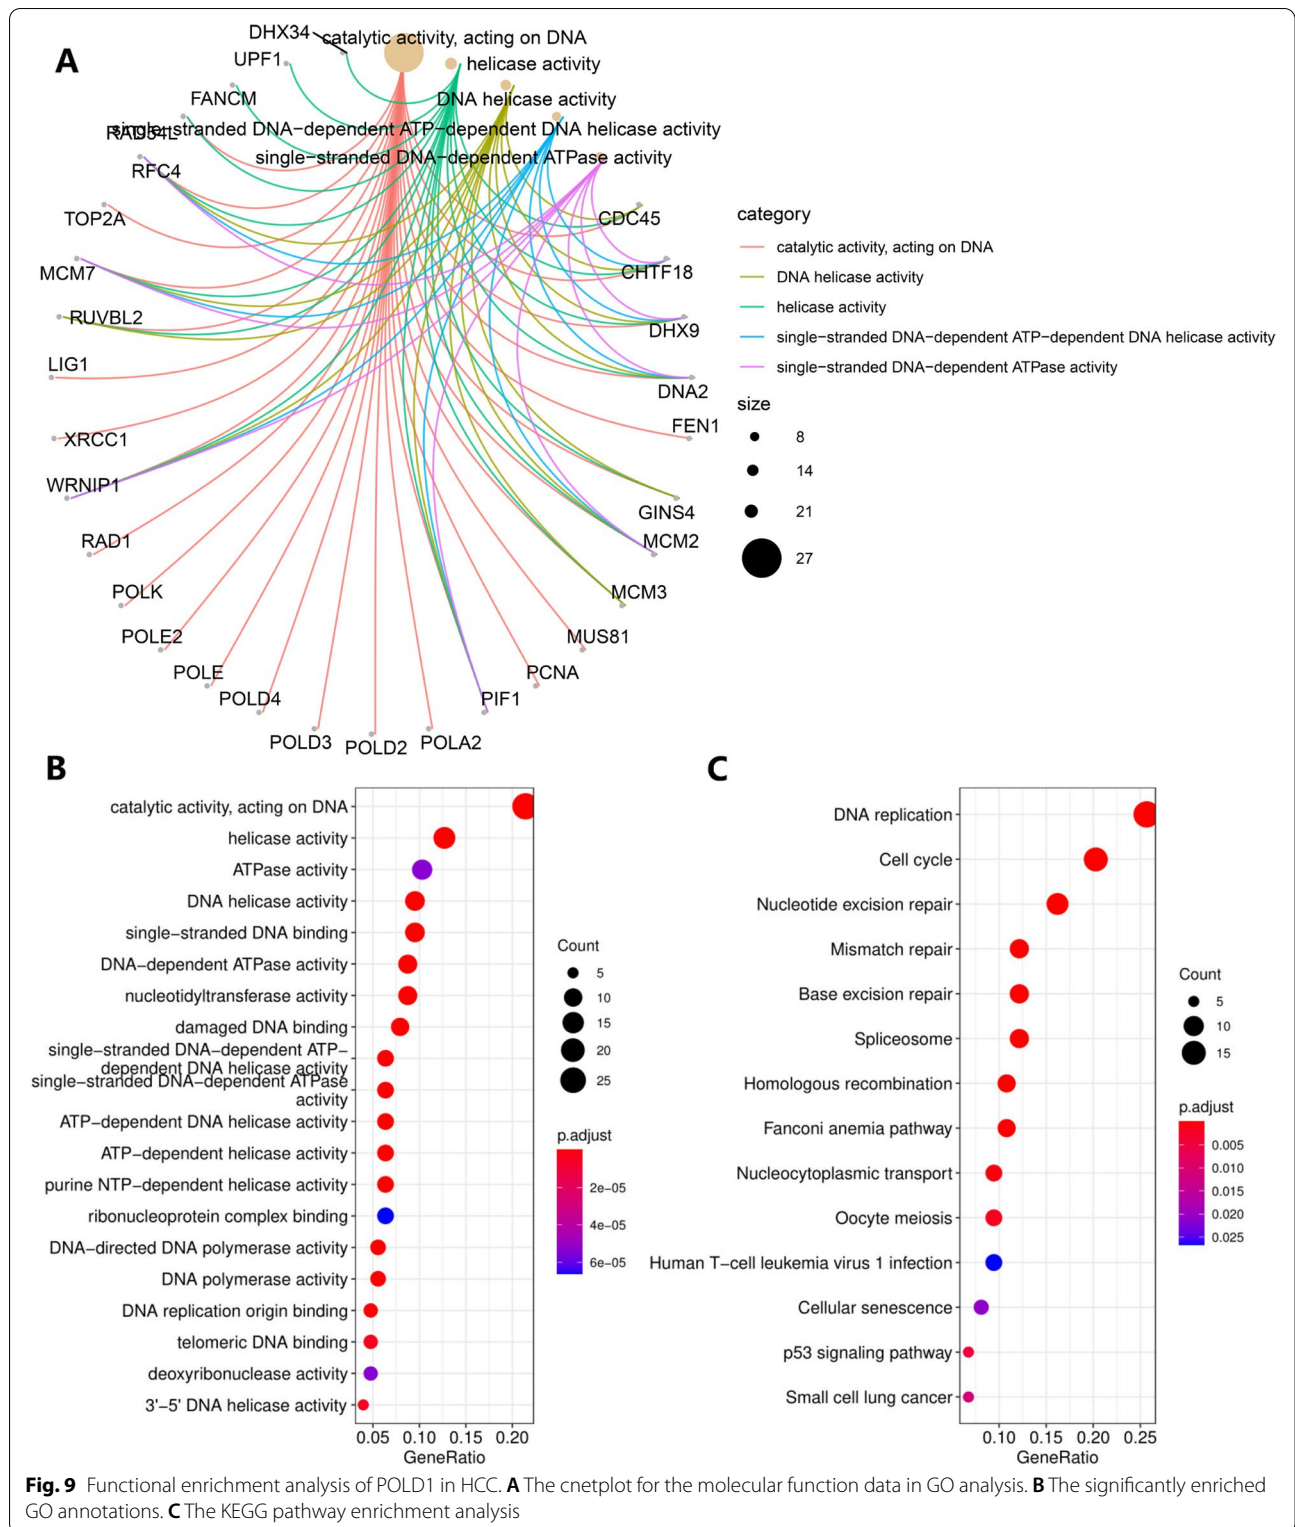 A
DHX34
catalytic activity, acting on DNA
UPF1
helicase activity
FANCM
DNA helicase activity
RAD54L
single−stranded DNA−dependent ATP−dependent DNA helicase activity
single−stranded DNA−dependent ATPase activity
RFC4
TOP2A
CDC45
MCM7
CHTF18
RUVBL2
DHX9
LIG1
DNA2
XRCC1
FEN1
WRNIP1
GINS4
RAD1
MCM2
POLK
MCM3
POLE2
MUS81
POLE
PCNA
POLD4
PIF1
POLD3
POLD2
POLA2
category
catalytic activity, acting on DNA
DNA helicase activity
helicase activity
single−stranded DNA−dependent ATP−dependent DNA helicase activity
single−stranded DNA−dependent ATPase activity
size
8
14
21
27
B
catalytic activity, acting on DNA
helicase activity
ATPase activity
DNA helicase activity
single−stranded DNA binding
DNA−dependent ATPase activity
nucleotidyltransferase activity
damaged DNA binding
single−stranded DNA−dependent ATP−
dependent DNA helicase activity
single−stranded DNA−dependent ATPase
activity
ATP−dependent DNA helicase activity
ATP−dependent helicase activity
purine NTP−dependent helicase activity
ribonucleoprotein complex binding
DNA−directed DNA polymerase activity
DNA polymerase activity
DNA replication origin binding
telomeric DNA binding
deoxyribonuclease activity
3'−5' DNA helicase activity
0.05 0.10 0.15 0.20
GeneRatio
Count
5
10
15
20
25
p.adjust
2e−05
4e−05
6e−05
C
DNA replication
Cell cycle
Nucleotide excision repair
Mismatch repair
Base excision repair
Spliceosome
Homologous recombination
Fanconi anemia pathway
Nucleocytoplasmic transport
Oocyte meiosis
Human T−cell leukemia virus 1 infection
Cellular senescence
p53 signaling pathway
Small cell lung cancer
0.10 0.15 0.20 0.25
GeneRatio
Count
5
10
15
p.adjust
0.005
0.010
0.015
0.020
0.025
Fig. 9 Functional enrichment analysis of POLD1 in HCC. A The cnetplot for the molecular function data in GO analysis. B The significantly enriched
GO annotations. C The KEGG pathway enrichment analysis